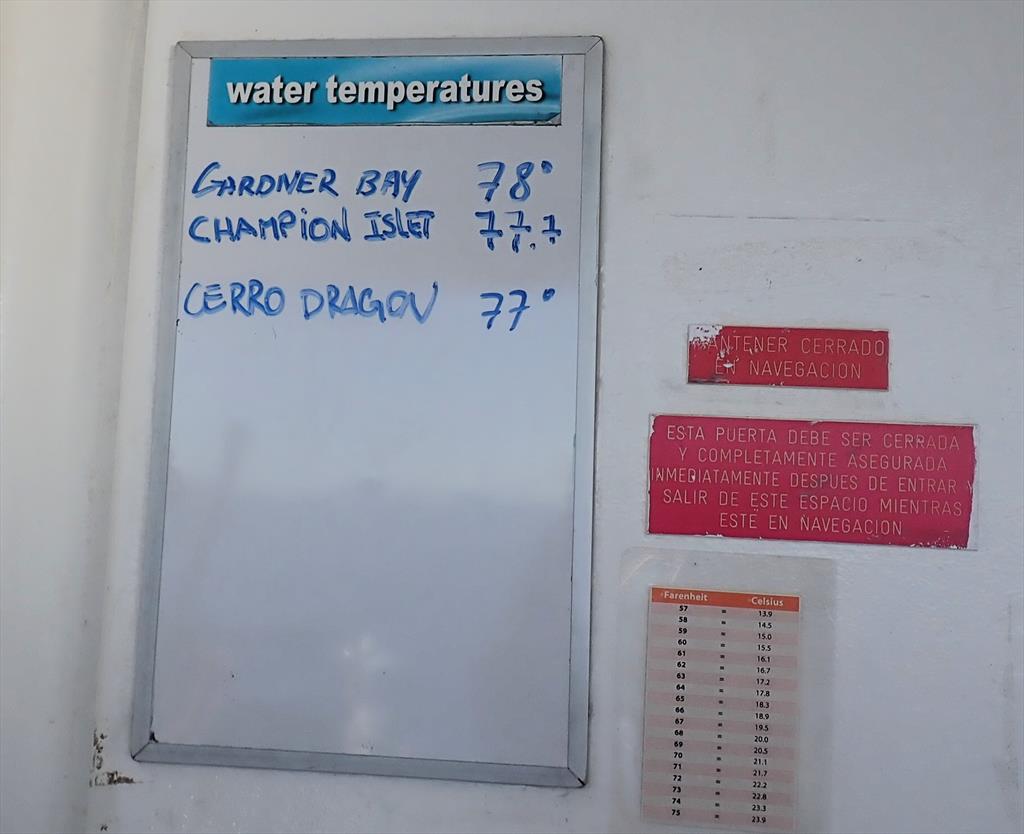 water temperatures
GARDNER BAY 78°
CHAMPION ISLET 77.7
CERRO DRAGON 77°
MANTENER CERRADO
EN NAVEGACION
ESTA PUERTA DEBE SER CERRADA
Y COMPLETAMENTE ASEGURADA
INMEDIATAMENTE DESPUES DE ENTRAR Y
SALIR DE ESTE ESPACIO MIENTRAS
ESTE EN NAVEGACION
°Farenheit °Celsius
57 = 13.9
58 = 14.5
59 = 15.0
60 = 15.5
61 = 16.1
62 = 16.7
63 = 17.2
64 = 17.8
65 = 18.3
66 = 18.9
67 = 19.5
68 = 20.0
69 = 20.5
70 = 21.1
71 = 21.7
72 = 22.2
73 = 22.8
74 = 23.3
75 = 23.9